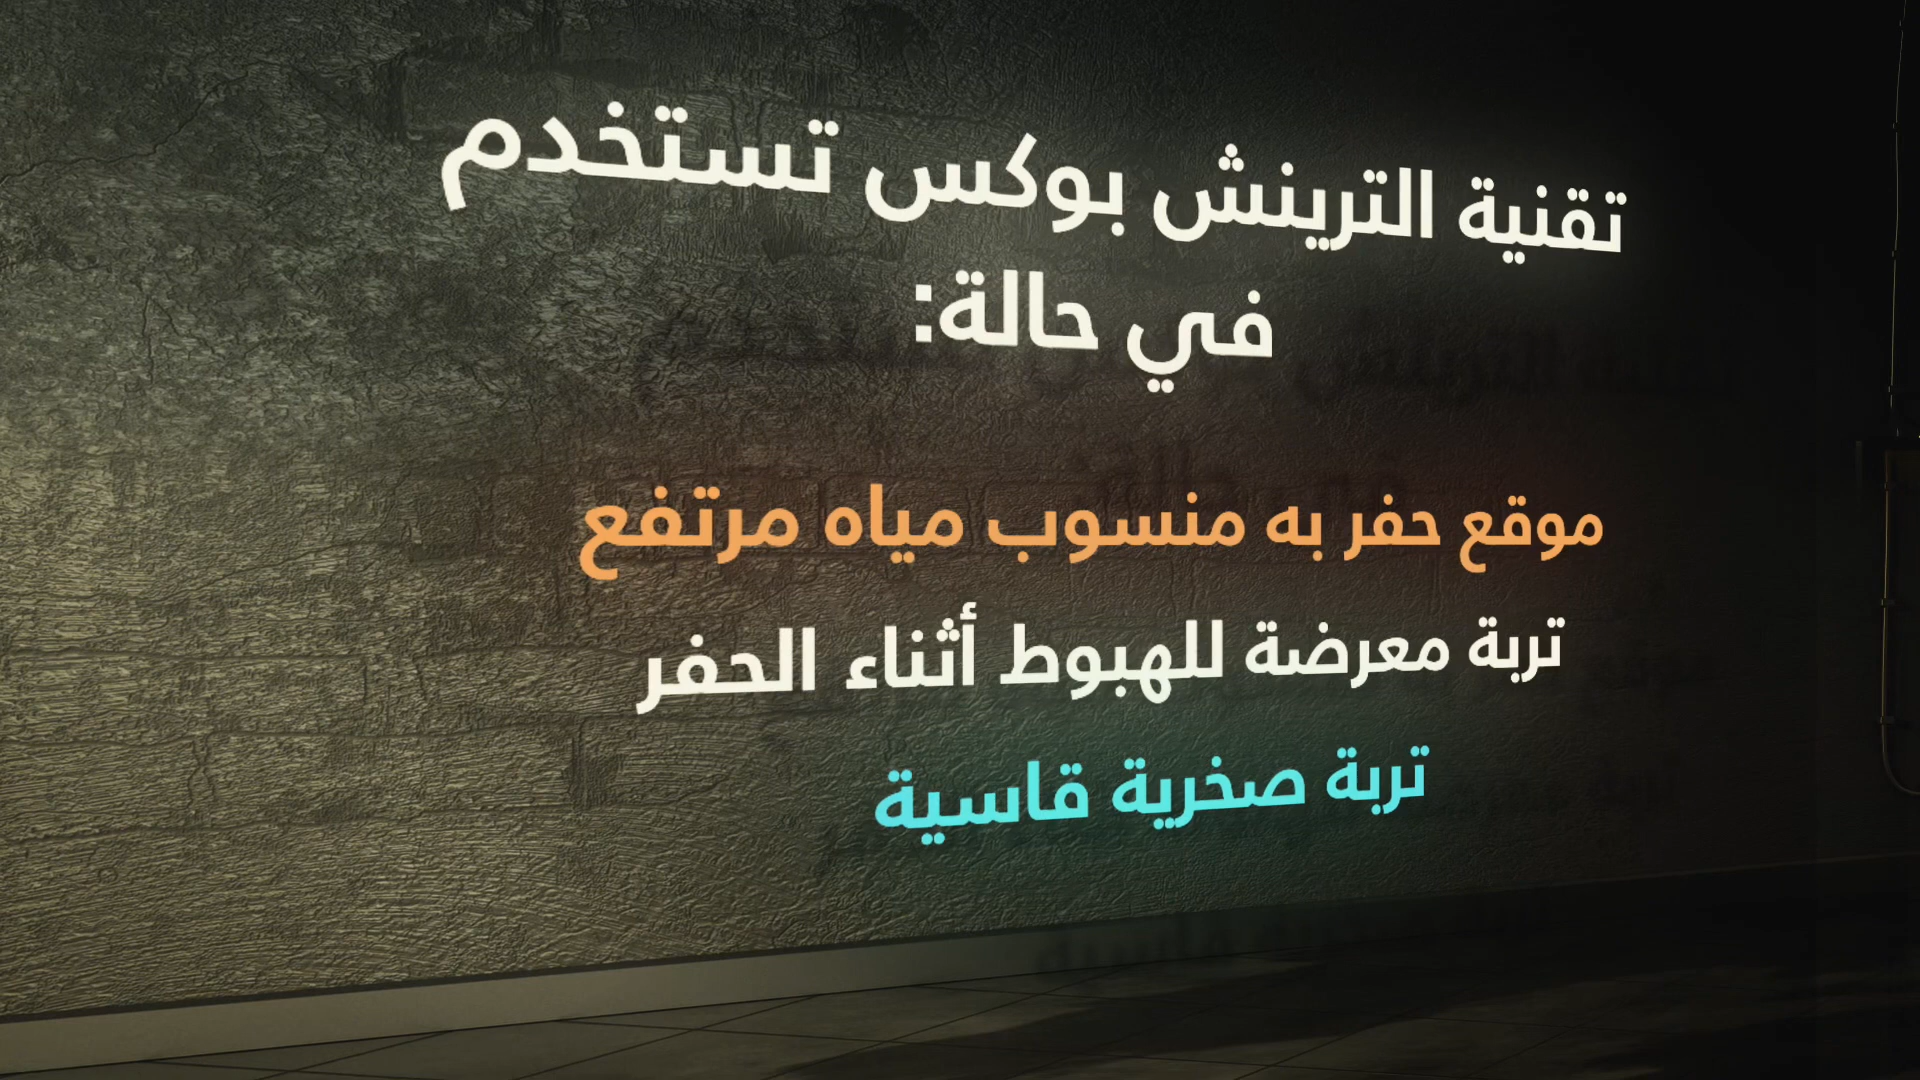 تقنية الترينش بوكس تستخدم
في حالة:
موقع حفر به منسوب مياه مرتفع
تربة معرضة للهبوط أثناء الحفر
تربة صخرية قاسية